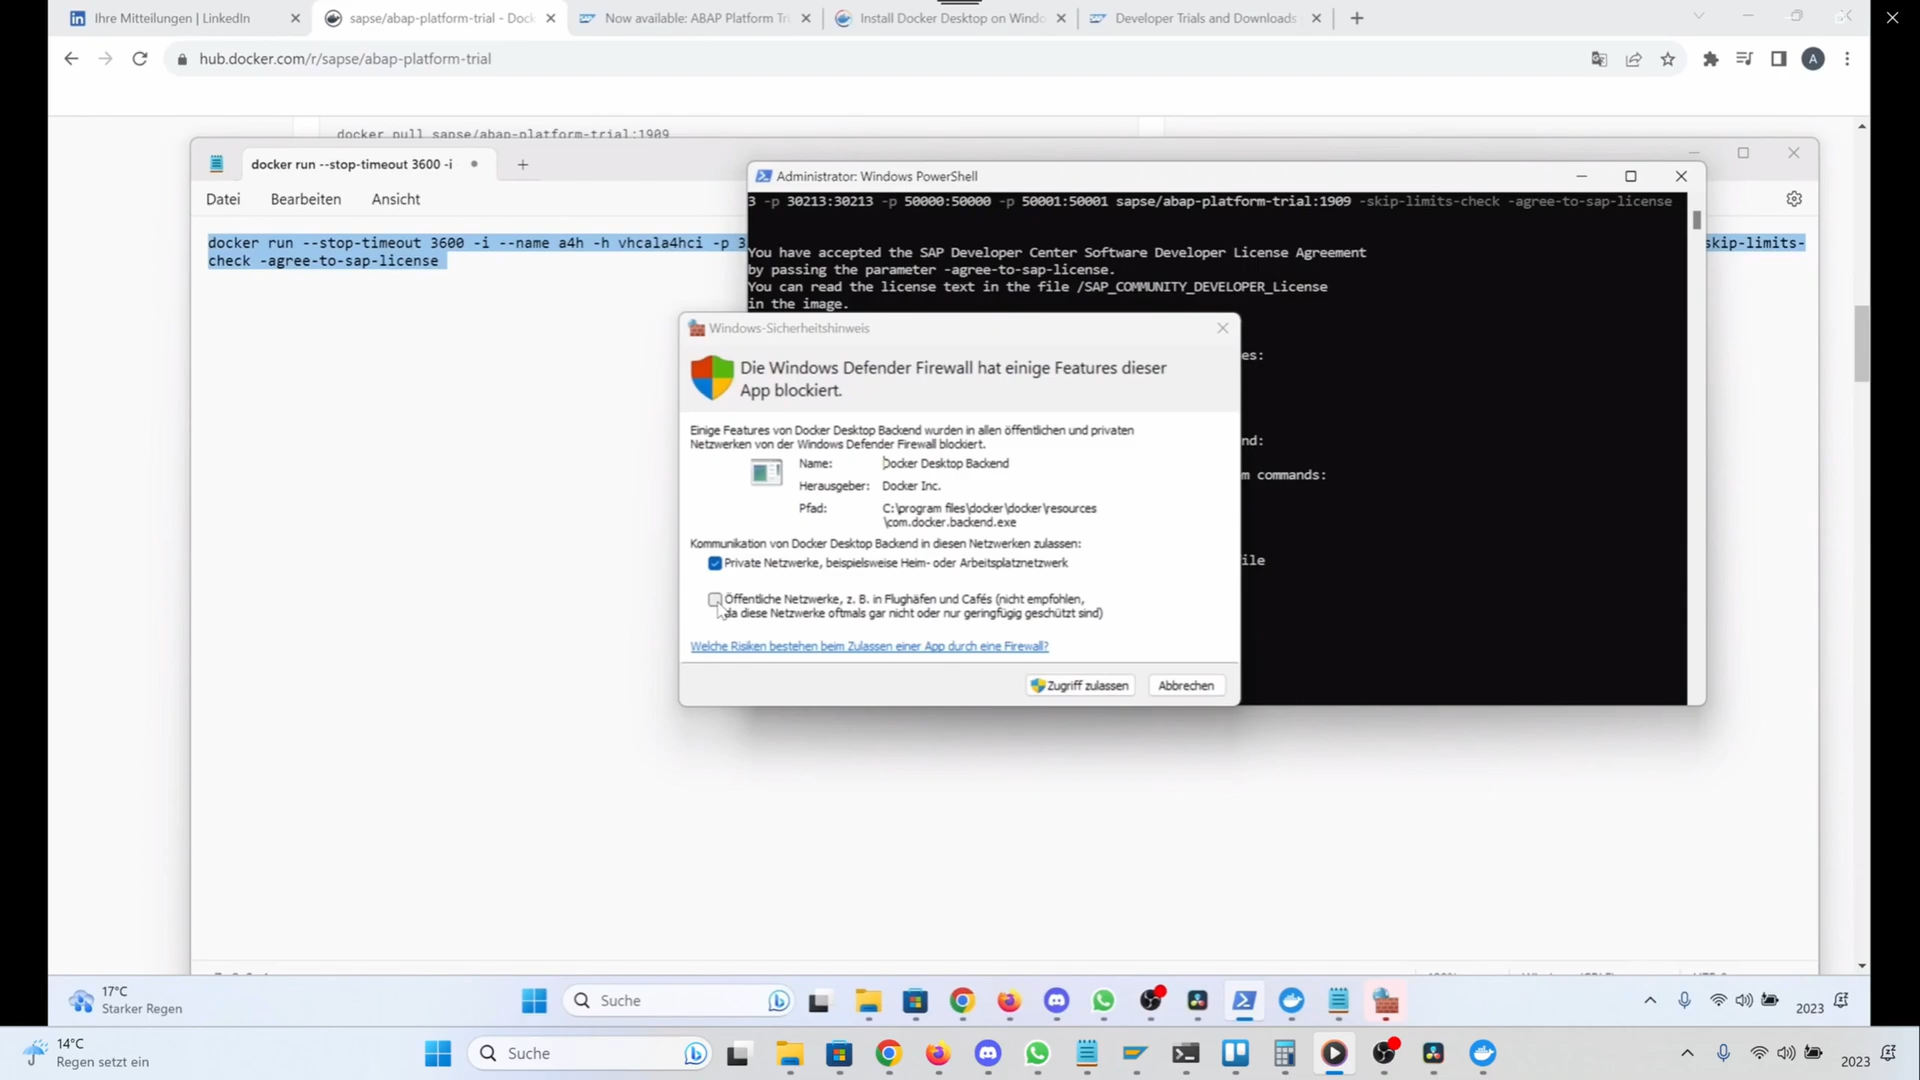 Ihre Mitteilungen | LinkedIn
sapse/abap-platform-trial - Dock
Now available: ABAP Platform Tri
Install Docker Desktop on Windo
Developer Trials and Downloads
hub.docker.com/r/sapse/abap-platform-trial
A
docker pull sapse/abap-platform-trial:1909
docker run --stop-timeout 3600 -i
Datei
Bearbeiten
Ansicht
docker run --stop-timeout 3600 -i --name a4h -h vhcala4hci -p 3
skip-limits-
check -agree-to-sap-license
Administrator: Windows PowerShell
3 -p 30213:30213 -p 50000:50000 -p 50001:50001 sapse/abap-platform-trial:1909 -skip-limits-check -agree-to-sap-license
You have accepted the SAP Developer Center Software Developer License Agreement
by passing the parameter -agree-to-sap-license.
You can read the license text in the file /SAP_COMMUNITY_DEVELOPER_License
in the image.
es:
nd:
m commands:
ile
Windows-Sicherheitshinweis
Die Windows Defender Firewall hat einige Features dieser
App blockiert.
Einige Features von Docker Desktop Backend wurden in allen öffentlichen und privaten
Netzwerken von der Windows Defender Firewall blockiert.
Name: Docker Desktop Backend
Herausgeber: Docker Inc.
Pfad: C:\program files\docker\docker\resources
\com.docker.backend.exe
Kommunikation von Docker Desktop Backend in diesen Netzwerken zulassen:
Private Netzwerke, beispielsweise Heim- oder Arbeitsplatznetzwerk
Öffentliche Netzwerke, z. B. in Flughäfen und Cafés (nicht empfohlen,
da diese Netzwerke oftmals gar nicht oder nur geringfügig geschützt sind)
Welche Risiken bestehen beim Zulassen einer App durch eine Firewall?
Zugriff zulassen
Abbrechen
17°C
Starker Regen
Suche
2023
14°C
Regen setzt ein
Suche
2023